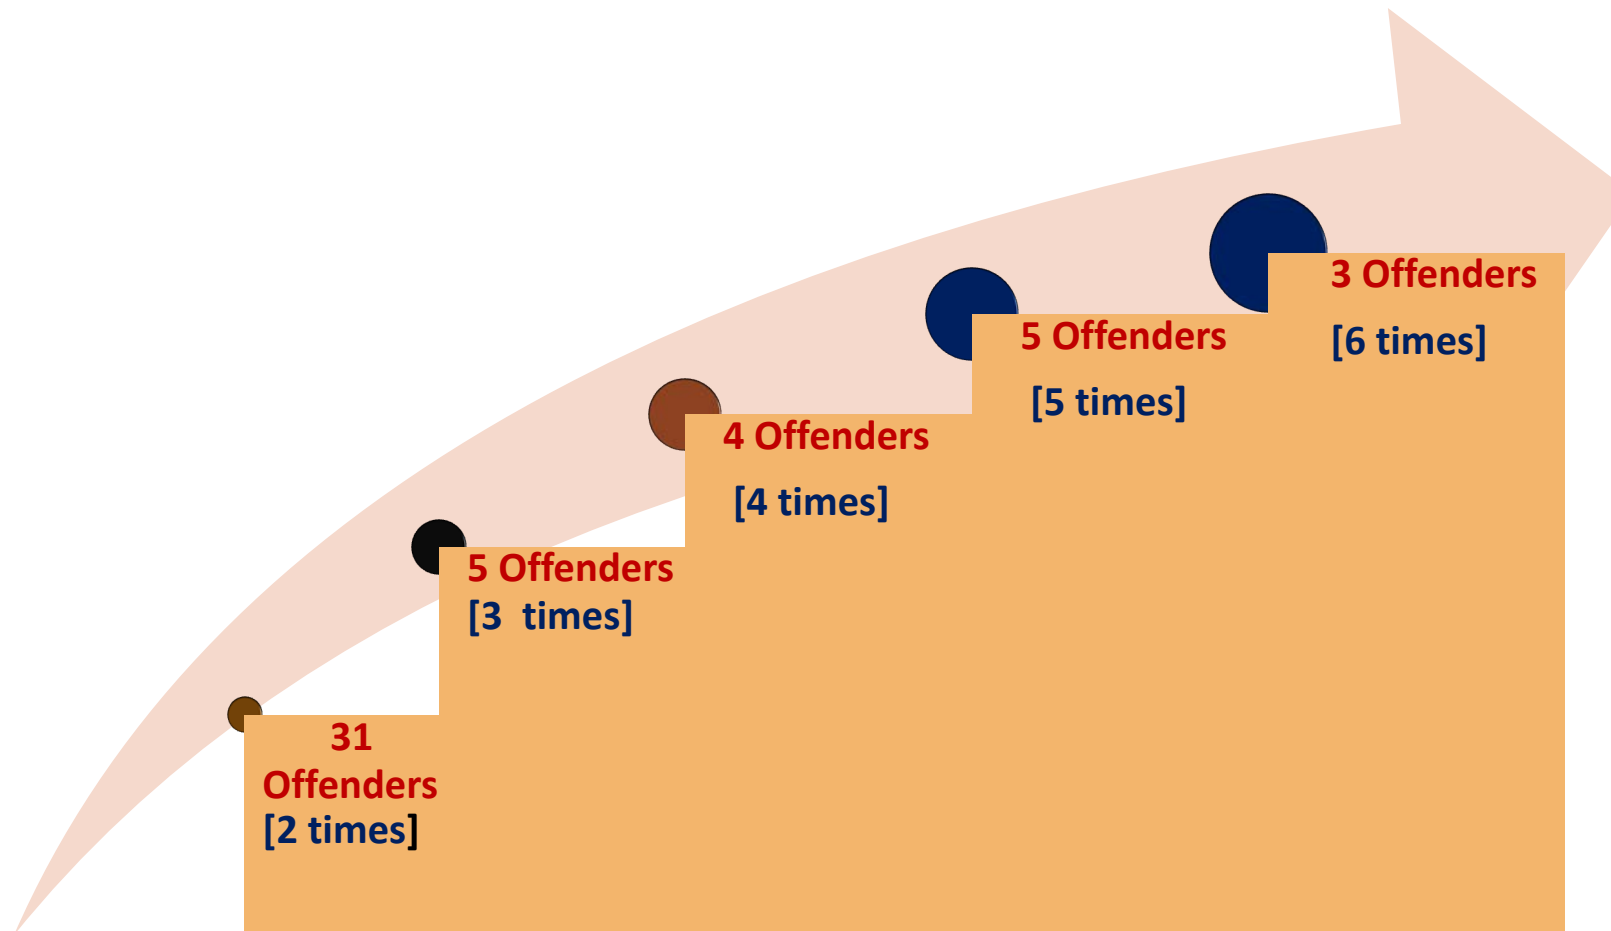 31
Offenders
[2 times]
5 Offenders
[3  times]
4 Offenders
[4 times]
5 Offenders
[5 times]
3 Offenders
[6 times]